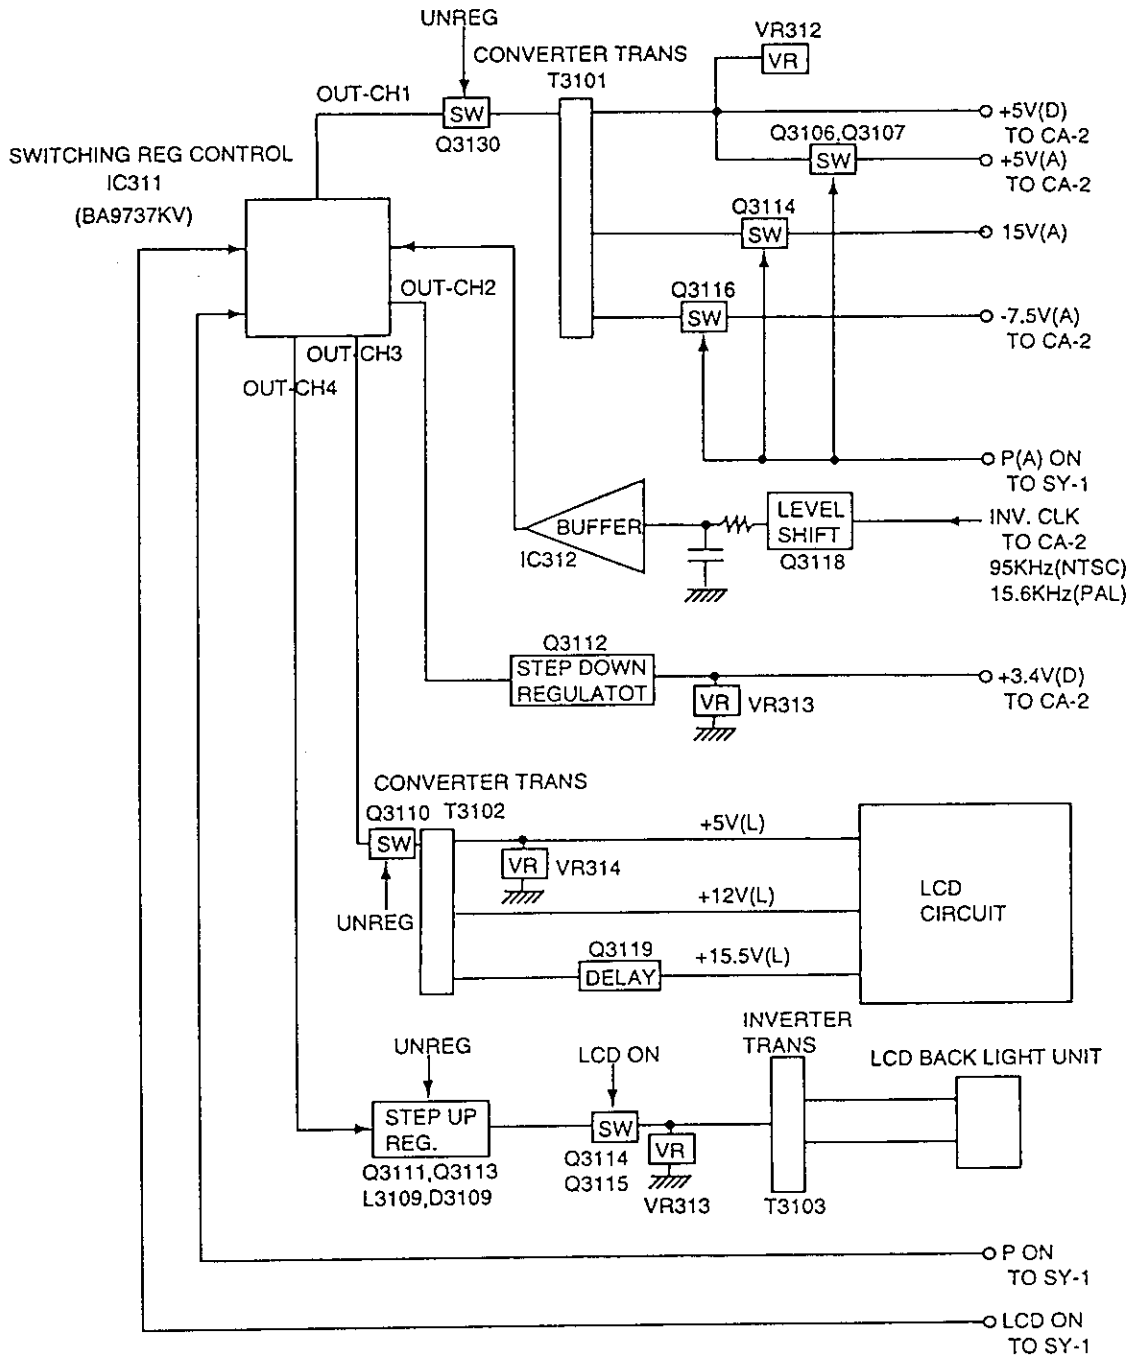 UNREG
VR312
VR
CONVERTER TRANS
T3101
OUT-CH1
SW
Q3130
+5V(D)
TO CA-2
Q3106,Q3107
SW
+5V(A)
TO CA-2
SWITCHING REG CONTROL
IC311
(BA9737KV)
Q3114
SW
15V(A)
OUT-CH2
Q3116
SW
-7.5V(A)
TO CA-2
OUT-CH3
OUT-CH4
P(A) ON
TO SY-1
BUFFER
IC312
LEVEL
SHIFT
Q3118
INV. CLK
TO CA-2
95KHz(NTSC)
15.6KHz(PAL)
Q3112
STEP DOWN
REGULATOT
VR
VR313
+3.4V(D)
TO CA-2
CONVERTER TRANS
Q3110
T3102
SW
UNREG
+5V(L)
VR
VR314
+12V(L)
Q3119
DELAY
+15.5V(L)
LCD
CIRCUIT
UNREG
LCD ON
INVERTER
TRANS
LCD BACK LIGHT UNIT
STEP UP
REG.
Q3111,Q3113
L3109,D3109
SW
Q3114
Q3115
VR
VR313
T3103
P ON
TO SY-1
LCD ON
TO SY-1